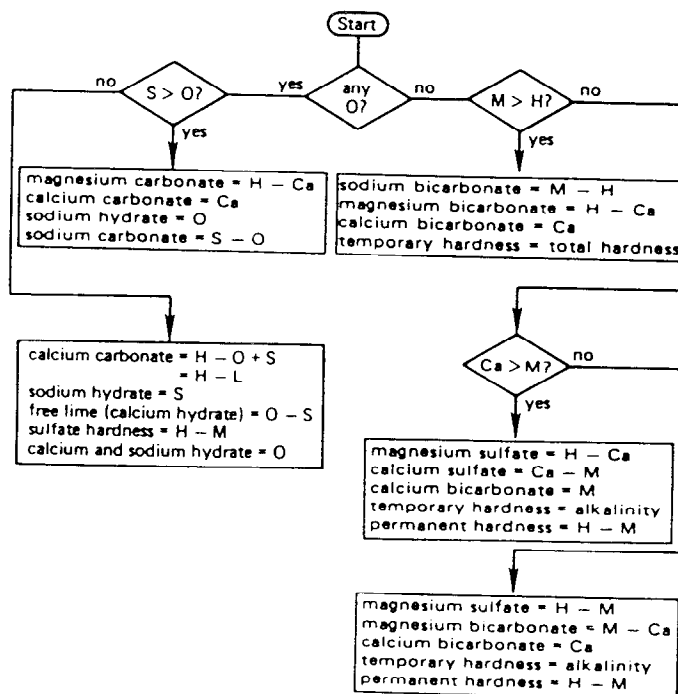 Start
no
S > O?
yes
any
O?
no
M > H?
no
yes
yes
magnesium carbonate = H – Ca
calcium carbonate = Ca
sodium hydrate = O
sodium carbonate = S – O
sodium bicarbonate = M – H
magnesium bicarbonate = H – Ca
calcium bicarbonate = Ca
temporary hardness = total hardness
calcium carbonate = H – O + S
= H – L
sodium hydrate = S
free lime (calcium hydrate) = O – S
sulfate hardness = H – M
calcium and sodium hydrate = O
Ca > M?
no
yes
magnesium sulfate = H – Ca
calcium sulfate = Ca – M
calcium bicarbonate = M
temporary hardness = alkalinity
permanent hardness = H – M
magnesium sulfate = H – M
magnesium bicarbonate = M – Ca
calcium bicarbonate = Ca
temporary hardness = alkalinity
permanent hardness = H – M